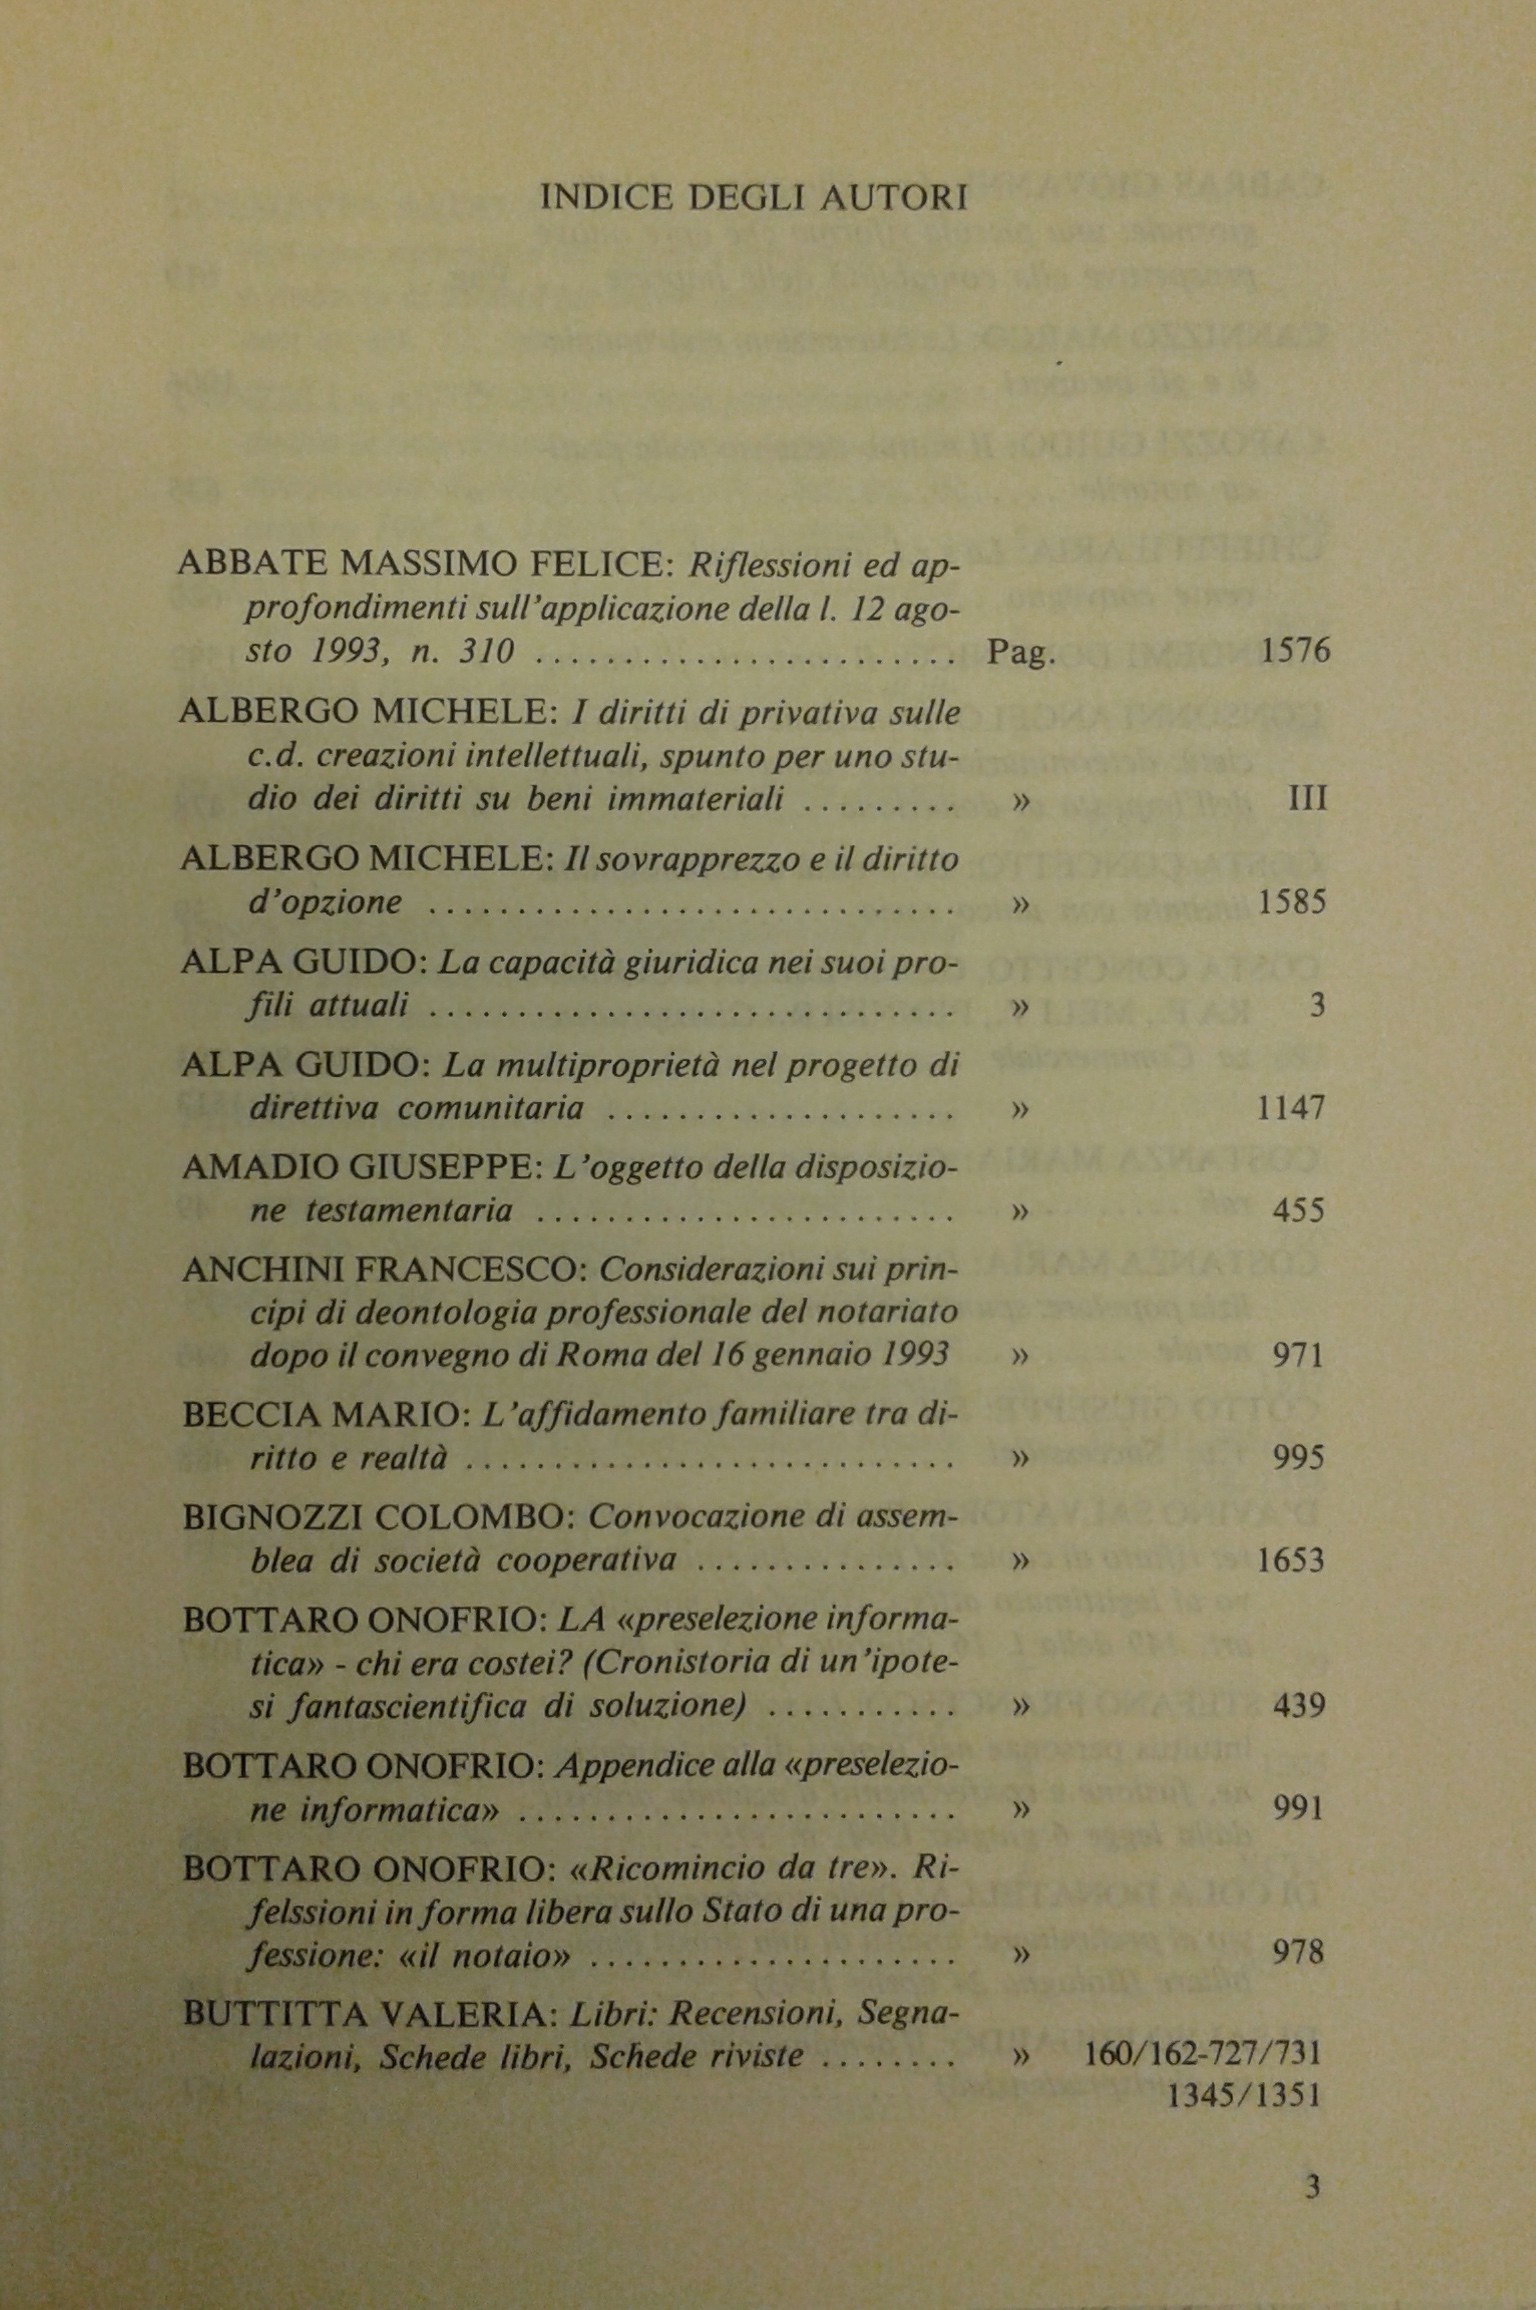 INDICE DEGLI AUTORI
ABBATE MASSIMO FELICE: Riflessioni ed ap-
profondimenti sull'applicazione della l. 12 ago-
sto 1993, n. 310 ........................ Pag. 1576
ALBERGO MICHELE: I diritti di privativa sulle
c.d. creazioni intellettuali, spunto per uno stu-
dio dei diritti su beni immateriali ......... » III
ALBERGO MICHELE: Il sovrapprezzo e il diritto
d'opzione .............................. » 1585
ALPA GUIDO: La capacità giuridica nei suoi pro-
fili attuali .............................. » 3
ALPA GUIDO: La multiproprietà nel progetto di
direttiva comunitaria .................... » 1147
AMADIO GIUSEPPE: L'oggetto della disposizio-
ne testamentaria ........................ » 455
ANCHINI FRANCESCO: Considerazioni sui prin-
cipi di deontologia professionale del notariato
dopo il convegno di Roma del 16 gennaio 1993 » 971
BECCIA MARIO: L'affidamento familiare tra di-
ritto e realtà ............................ » 995
BIGNOZZI COLOMBO: Convocazione di assem-
blea di società cooperativa ............... » 1653
BOTTARO ONOFRIO: LA «preselezione informa-
tica» - chi era costei? (Cronistoria di un'ipote-
si fantascientifica di soluzione) ........... » 439
BOTTARO ONOFRIO: Appendice alla «preselezio-
ne informatica» ......................... » 991
BOTTARO ONOFRIO: «Ricomincio da tre». Ri-
felssioni in forma libera sullo Stato di una pro-
fessione: «il notaio» ..................... » 978
BUTTITTA VALERIA: Libri: Recensioni, Segna-
lazioni, Schede libri, Schede riviste ........ » 160/162-727/731
1345/1351
3